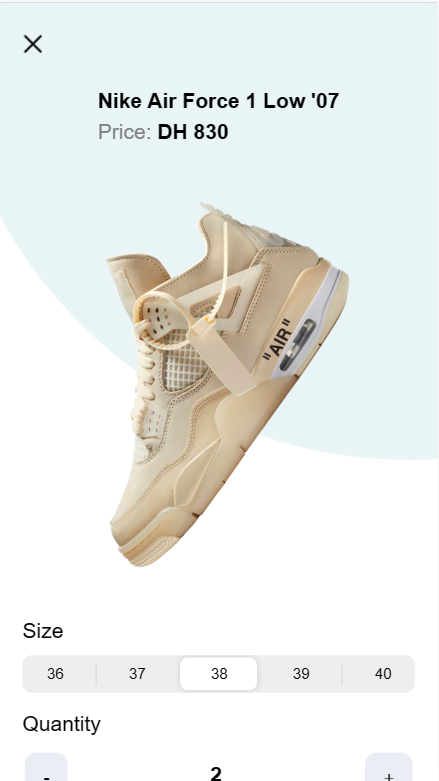 Nike Air Force 1 Low '07
Price: DH 830
"AIR"
Size
36 37 38 39 40
Quantity
- 2 +